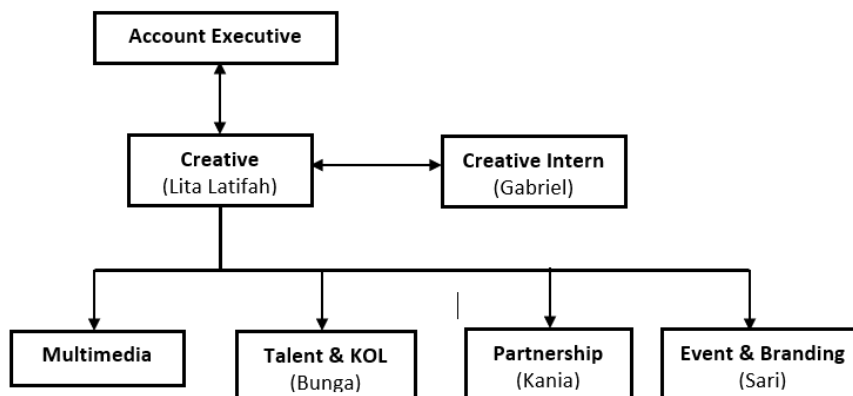 Account Executive
Creative
(Lita Latifah)
Creative Intern
(Gabriel)
Multimedia
Talent & KOL
(Bunga)
Partnership
(Kania)
Event & Branding
(Sari)